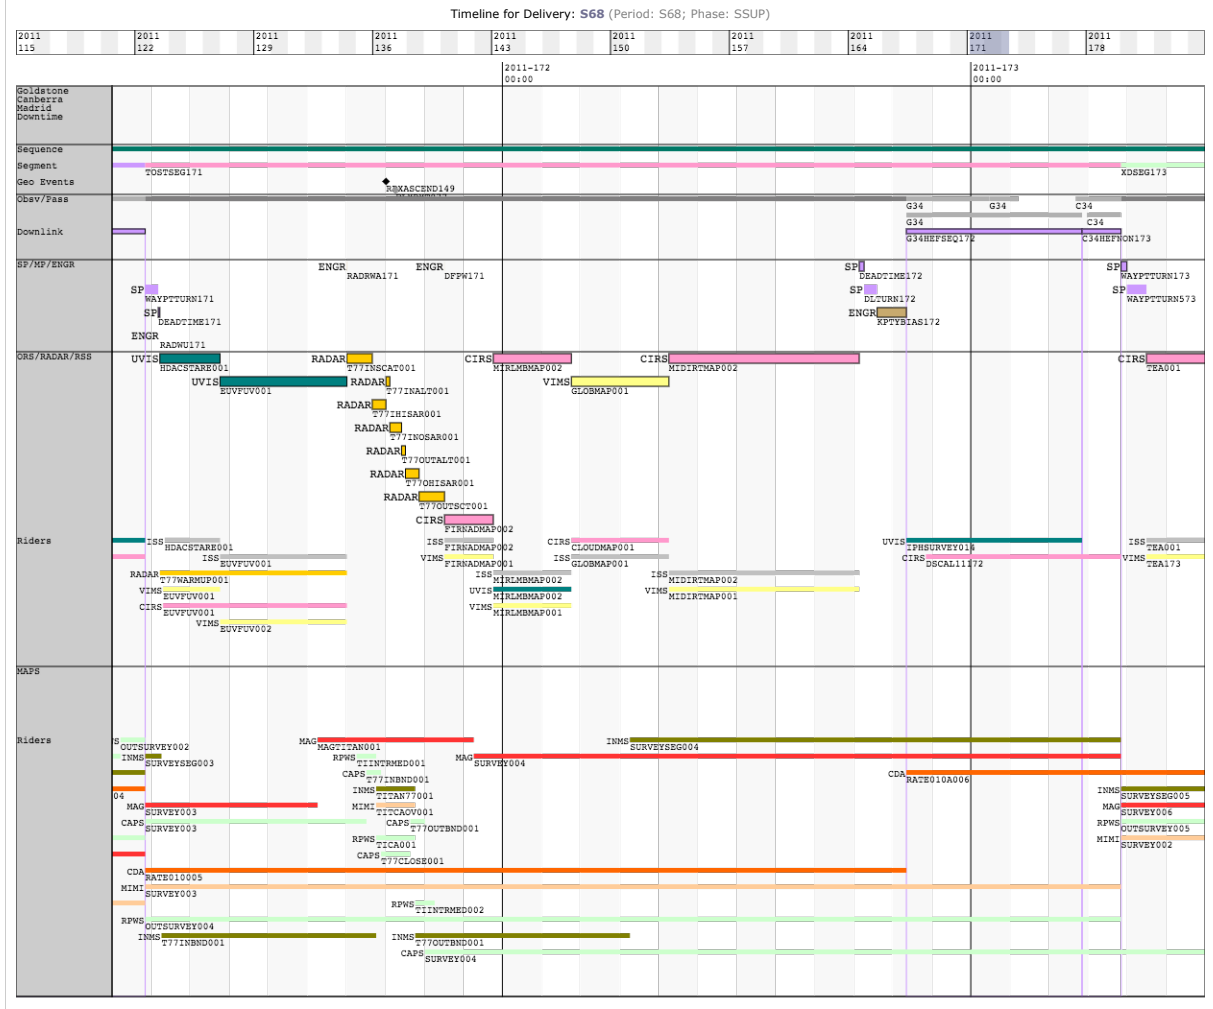 Timeline for Delivery: S68 (Period: S68; Phase: SSUP)
2011 2011 2011 2011 2011 2011 2011 2011 2011 2011
115 122 129 136 143 150 157 164 171 178
2011-172 2011-173
00:00 00:00
Goldstone
Canberra
Madrid
Downtime
Sequence
Segment
TOSTSEG171 XDSEG173
Geo Events
Obsv/Pass
G34 G34 C34
G34 C34
Downlink
G34HEFSEQ172 C34HEFNON173
SP/MP/ENGR
ENGR ENGR SP SP
RADRWA171 DFPW171 DEADTIME172 WAYPTTURN173
SP SP SP
WAYPTTURN171 DLTURN172 WAYPTTURN573
SP ENGR
DEADTIME171 KPTYBIAS172
ENGR
RADWU171
ORS/RADAR/RSS
UVIS RADAR CIRS CIRS CIRS
HDACSTARE001 T77INSCAT001 MIRLMBMAP002 MIDIRTMAP002 TEA001
UVIS RADAR VIMS
EUVFUV001 T77INALT001 GLOBMAP001
RADAR
T77IHISAR001
RADAR
T77INOSAR001
RADAR
T77OUTALT001
RADAR
T77OHISAR001
RADAR
T77OUTSCT001
CIRS
FIRNADMAP002
Riders
ISS ISS CIRS UVIS ISS
HDACSTARE001 FIRNADMAP002 CLOUDMAP001 IPHSURVEY014 TEA001
ISS VIMS ISS CIRS VIMS
EUVFUV001 FIRNADMAP001 GLOBMAP001 DSCAL11172 TEA173
RADAR ISS ISS
T77WARMUP001 MIRLMBMAP002 MIDIRTMAP002
VIMS UVIS VIMS
EUVFUV001 MIRLMBMAP002 MIDIRTMAP001
CIRS VIMS
EUVFUV001 MIRLMBMAP001
VIMS
EUVFUV002
MAPS
Riders
S MAG INMS
OUTSURVEY002 MAGTITAN001 SURVEYSEG004
INMS RPWS MAG
SURVEYSEG003 TIINTRMED001 SURVEY004
CAPS CDA
T77INBND001 RATE010A006
INMS INMS
04 TITAN77001 SURVEYSEG005
MAG MIMI MAG
SURVEY003 TITCAOV001 SURVEY006
CAPS CAPS RPWS
SURVEY003 T77OUTBND001 OUTSURVEY005
RPWS MIMI
TICA001 SURVEY002
CAPS
T77CLOSE001
CDA
RATE010005
MIMI
SURVEY003
RPWS
TIINTRMED002
RPWS
OUTSURVEY004
INMS INMS
T77INBND001 T77OUTBND001
CAPS
SURVEY004